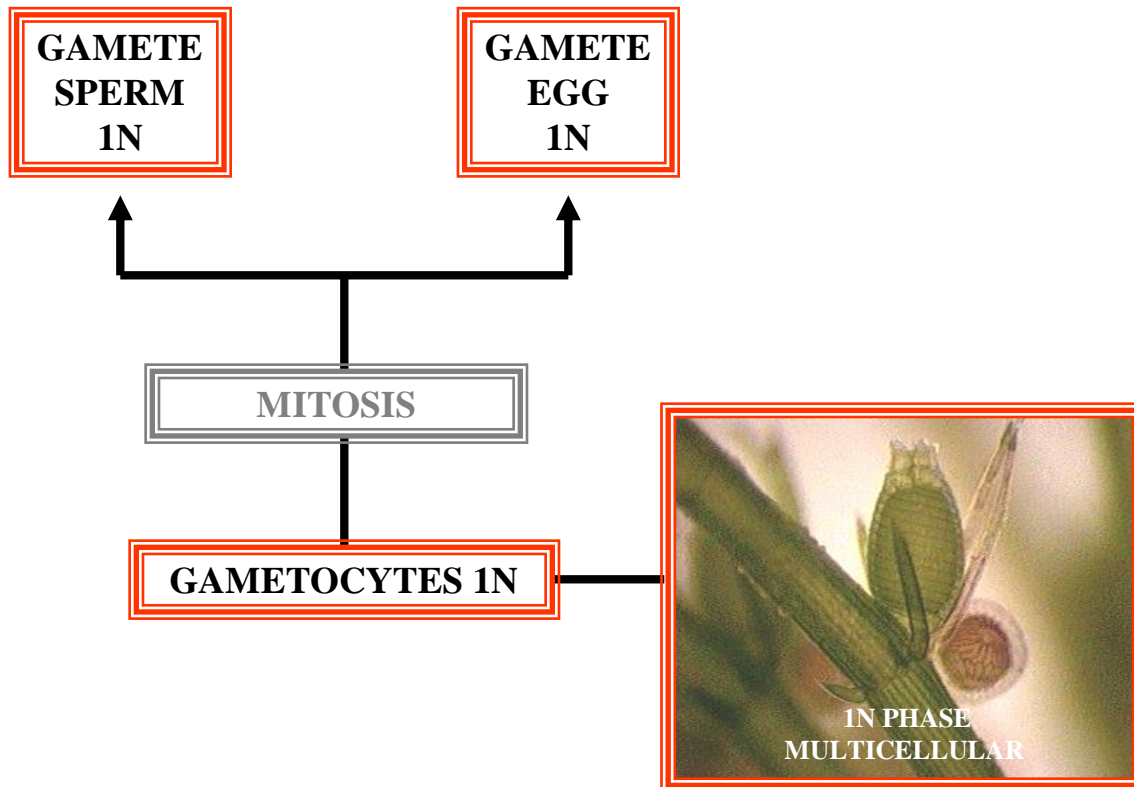 GAMETE
SPERM
1N
GAMETE
EGG
1N
MITOSIS
GAMETOCYTES 1N
1N PHASE
MULTICELLULAR